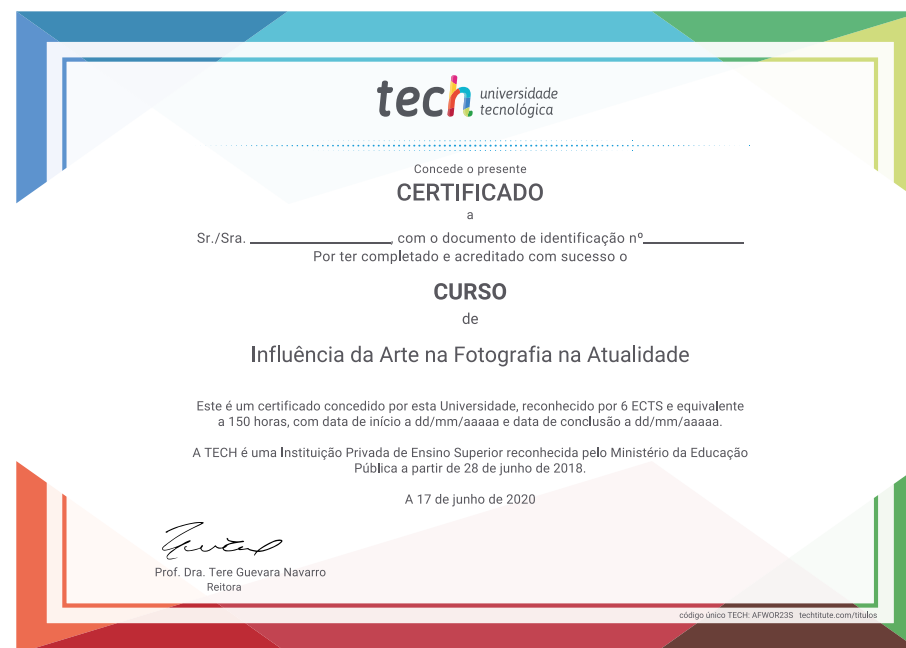 tech universidade
tecnológica
Concede o presente
CERTIFICADO
a
Sr./Sra. ____________________, com o documento de identificação nº______________
Por ter completado e acreditado com sucesso o
CURSO
de
Influência da Arte na Fotografia na Atualidade
Este é um certificado concedido por esta Universidade, reconhecido por 6 ECTS e equivalente
a 150 horas, com data de início a dd/mm/aaaaa e data de conclusão a dd/mm/aaaaa.
A TECH é uma Instituição Privada de Ensino Superior reconhecida pelo Ministério da Educação
Pública a partir de 28 de junho de 2018.
A 17 de junho de 2020
Prof. Dra. Tere Guevara Navarro
Reitora
código único TECH: AFWOR23S techtitute.com/titulos